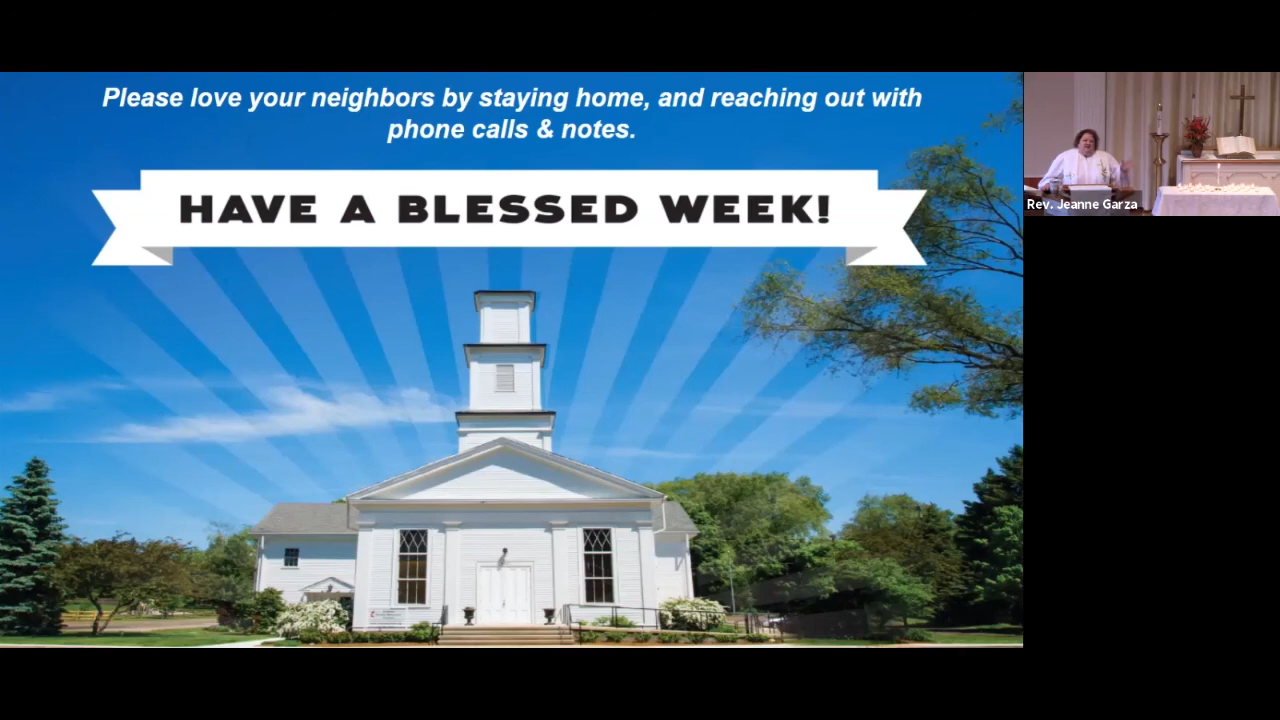 Please love your neighbors by staying home, and reaching out with
phone calls & notes.
HAVE A BLESSED WEEK!
Rev. Jeanne Garza